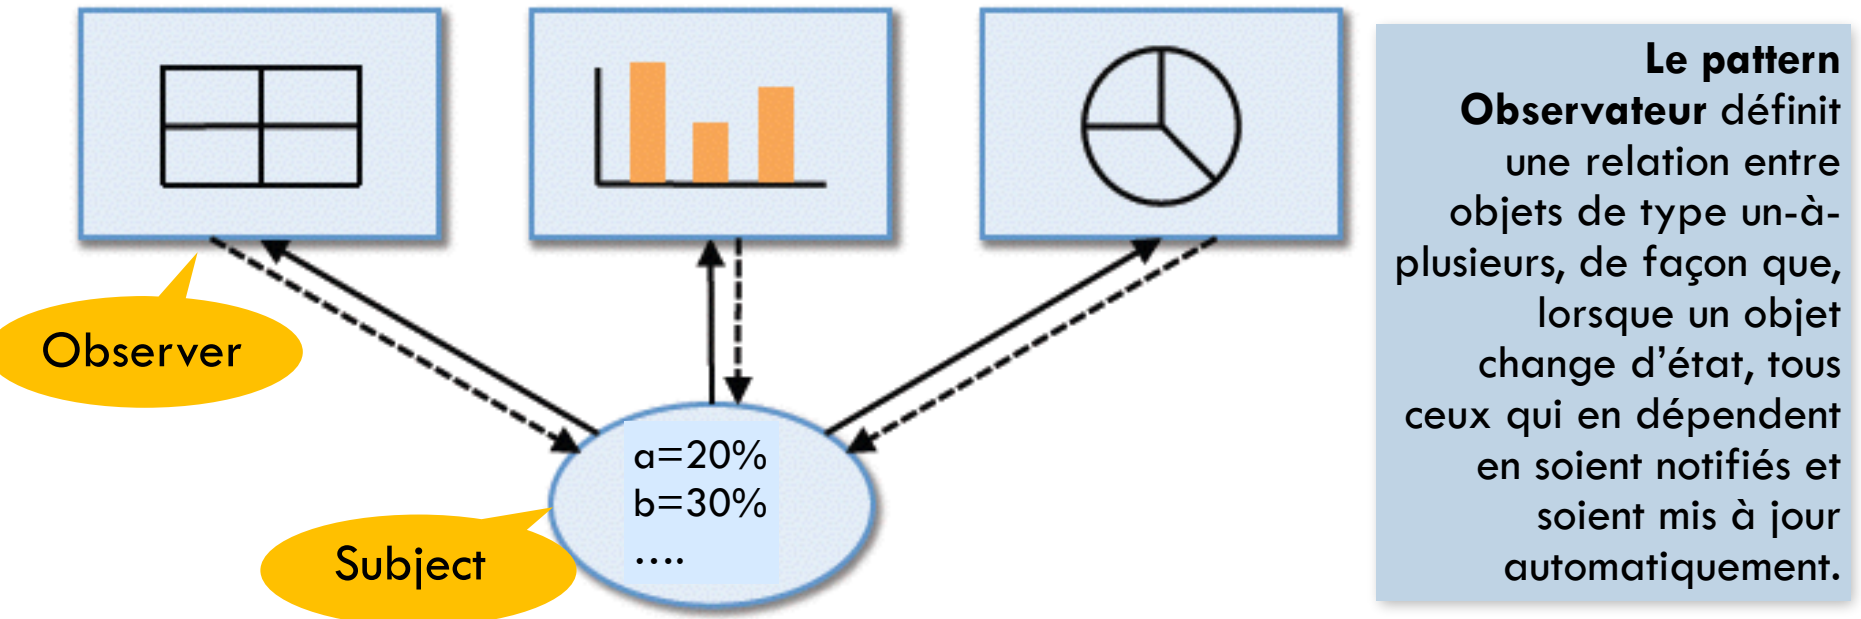 Observer
Subject
a=20%
b=30%
....
Le pattern
Observateur définit
une relation entre
objets de type un-à-
plusieurs, de façon que,
lorsque un objet
change d’état, tous
ceux qui en dépendent
en soient notifiés et
soient mis à jour
automatiquement.